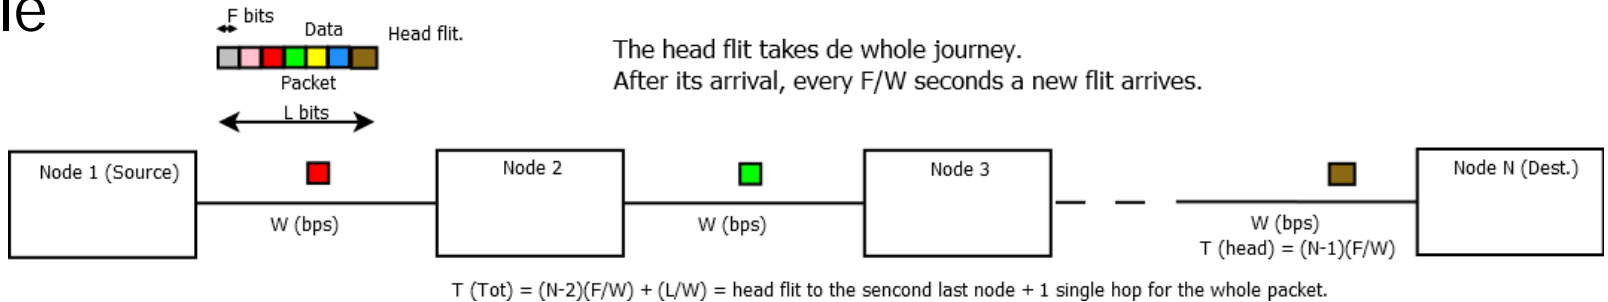 le
F bits
Data
Head flit.
Packet
L bits
The head flit takes de whole journey.
After its arrival, every F/W seconds a new flit arrives.
Node 1 (Source)
Node 2
Node 3
Node N (Dest.)
W (bps)
W (bps)
W (bps)
T (head) = (N-1)(F/W)
T (Tot) = (N-2)(F/W) + (L/W) = head flit to the sencond last node + 1 single hop for the whole packet.